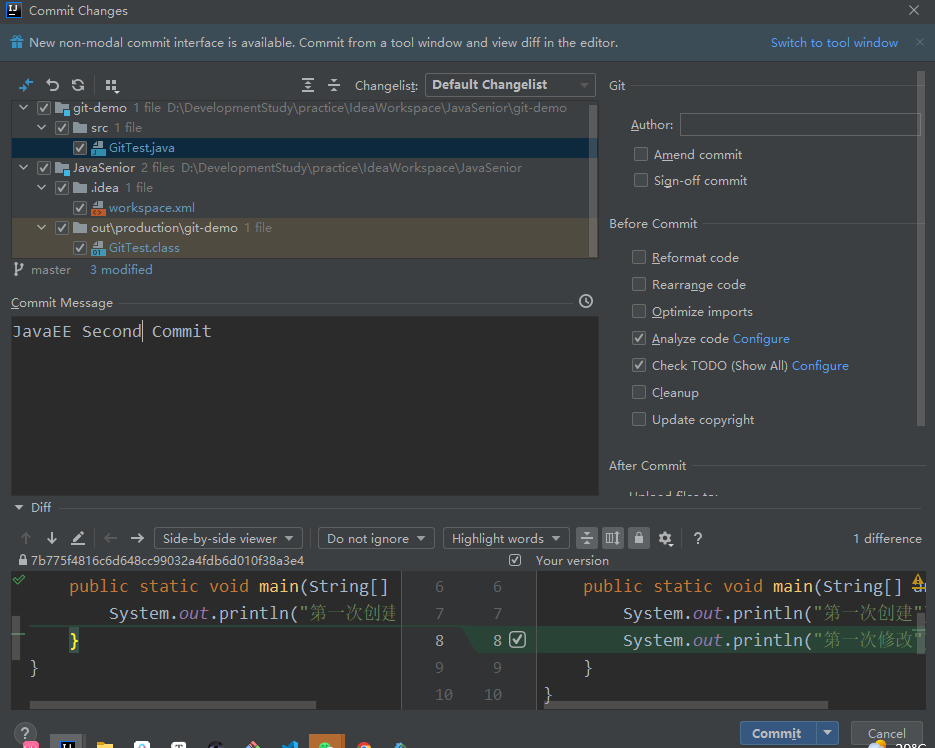 Commit Changes
New non-modal commit interface is available. Commit from a tool window and view diff in the editor.
Switch to tool window
Changelist:
Default Changelist
git-demo 1 file D:\DevelopmentStudy\practice\IdeaWorkspace\JavaSenior\git-demo
src 1 file
GitTest.java
JavaSenior 2 files D:\DevelopmentStudy\practice\IdeaWorkspace\JavaSenior
.idea 1 file
workspace.xml
out\production\git-demo 1 file
GitTest.class
master 3 modified
Commit Message
JavaEE Second Commit
Git
Author:
Amend commit
Sign-off commit
Before Commit
Reformat code
Rearrange code
Optimize imports
Analyze code Configure
Check TODO (Show All) Configure
Cleanup
Update copyright
After Commit
Diff
Side-by-side viewer
Do not ignore
Highlight words
?
1 difference
7b775f4816c6d648cc99032a4fdb6d010f38a3e4
Your version
public static void main(String[] 6 6 public static void main(String[]
System.out.println("第一次创建 7 7 System.out.println("第一次创建"
} 8 8 System.out.println("第一次修改"
} 9 9 }
10 10 }
?
Commit
Cancel